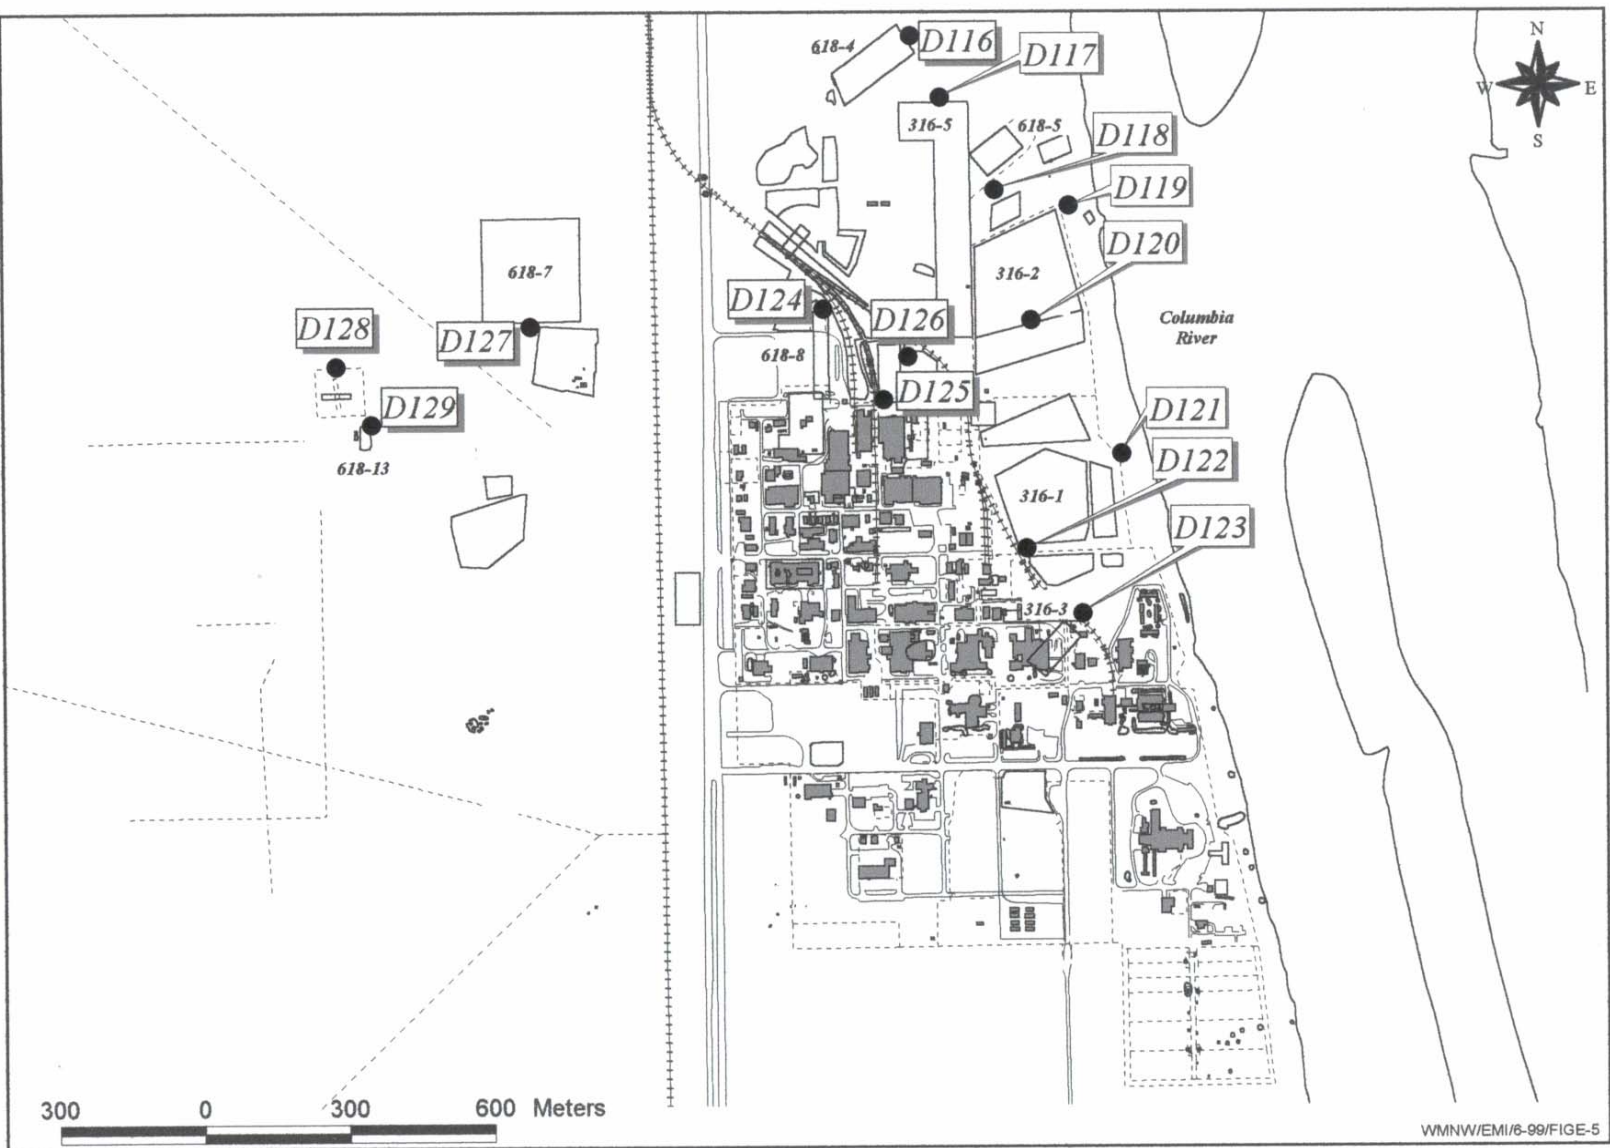 N
W
E
S
618-4
D116
D117
316-5
618-5
D118
D119
D120
316-2
618-7
D124
D126
D128
D127
618-8
Columbia
River
D125
D129
618-13
D121
D122
316-1
D123
316-3
300 0 300 600 Meters
WMNW/EMI/6-99/FIGE-5